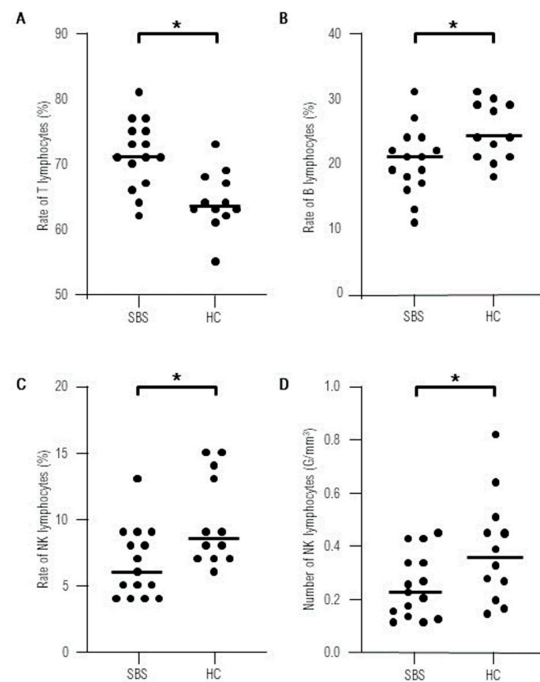 A
*
Rate of T lymphocytes (%)
90
80
70
60
50
SBS
HC
B
*
Rate of B lymphocytes (%)
40
30
20
10
0
SBS
HC
C
*
Rate of NK lymphocytes (%)
20
15
10
5
0
SBS
HC
D
*
Number of NK lymphocytes (G/mm³)
1.0
0.8
0.6
0.4
0.2
0.0
SBS
HC